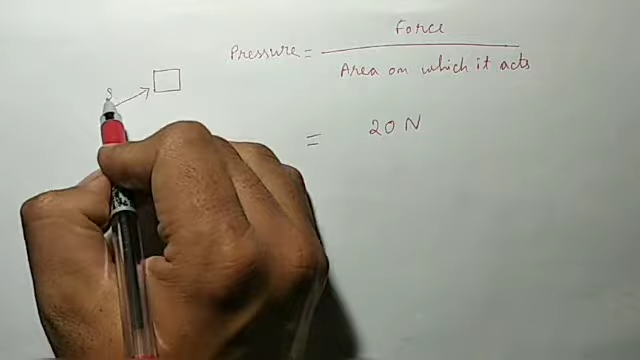 Pressure = Force
Area on which it acts
S
= 20 N